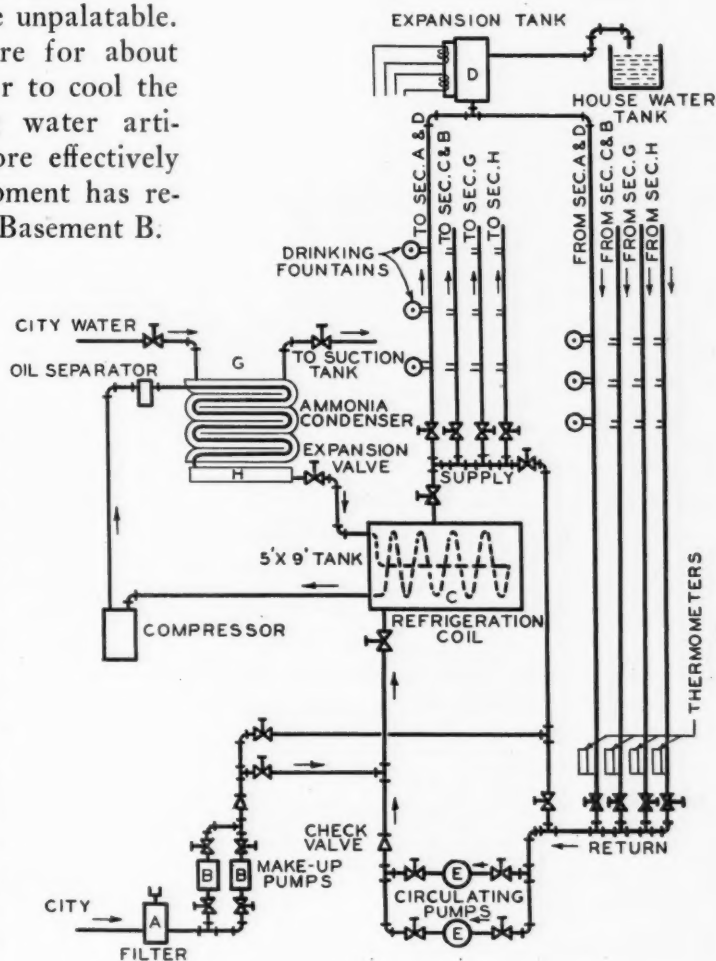 e unpalatable.
re for about
r to cool the
water arti-
ore effectively
pment has re-
Basement B.
EXPANSION TANK
D
HOUSE WATER
TANK
TO SEC. A & D
TO SEC. C & B
TO SEC. G
TO SEC. H
FROM SEC. A & D
FROM SEC. C & B
FROM SEC. G
FROM SEC. H
DRINKING
FOUNTAINS
CITY WATER
G
TO SUCTION
TANK
OIL SEPARATOR
AMMONIA
CONDENSER
EXPANSION
VALVE
H
SUPPLY
5' X 9' TANK
C
REFRIGERATION
COIL
COMPRESSOR
THERMOMETERS
CHECK
VALVE
RETURN
B
B
MAKE-UP
PUMPS
E
CIRCULATING
PUMPS
E
CITY
A
FILTER